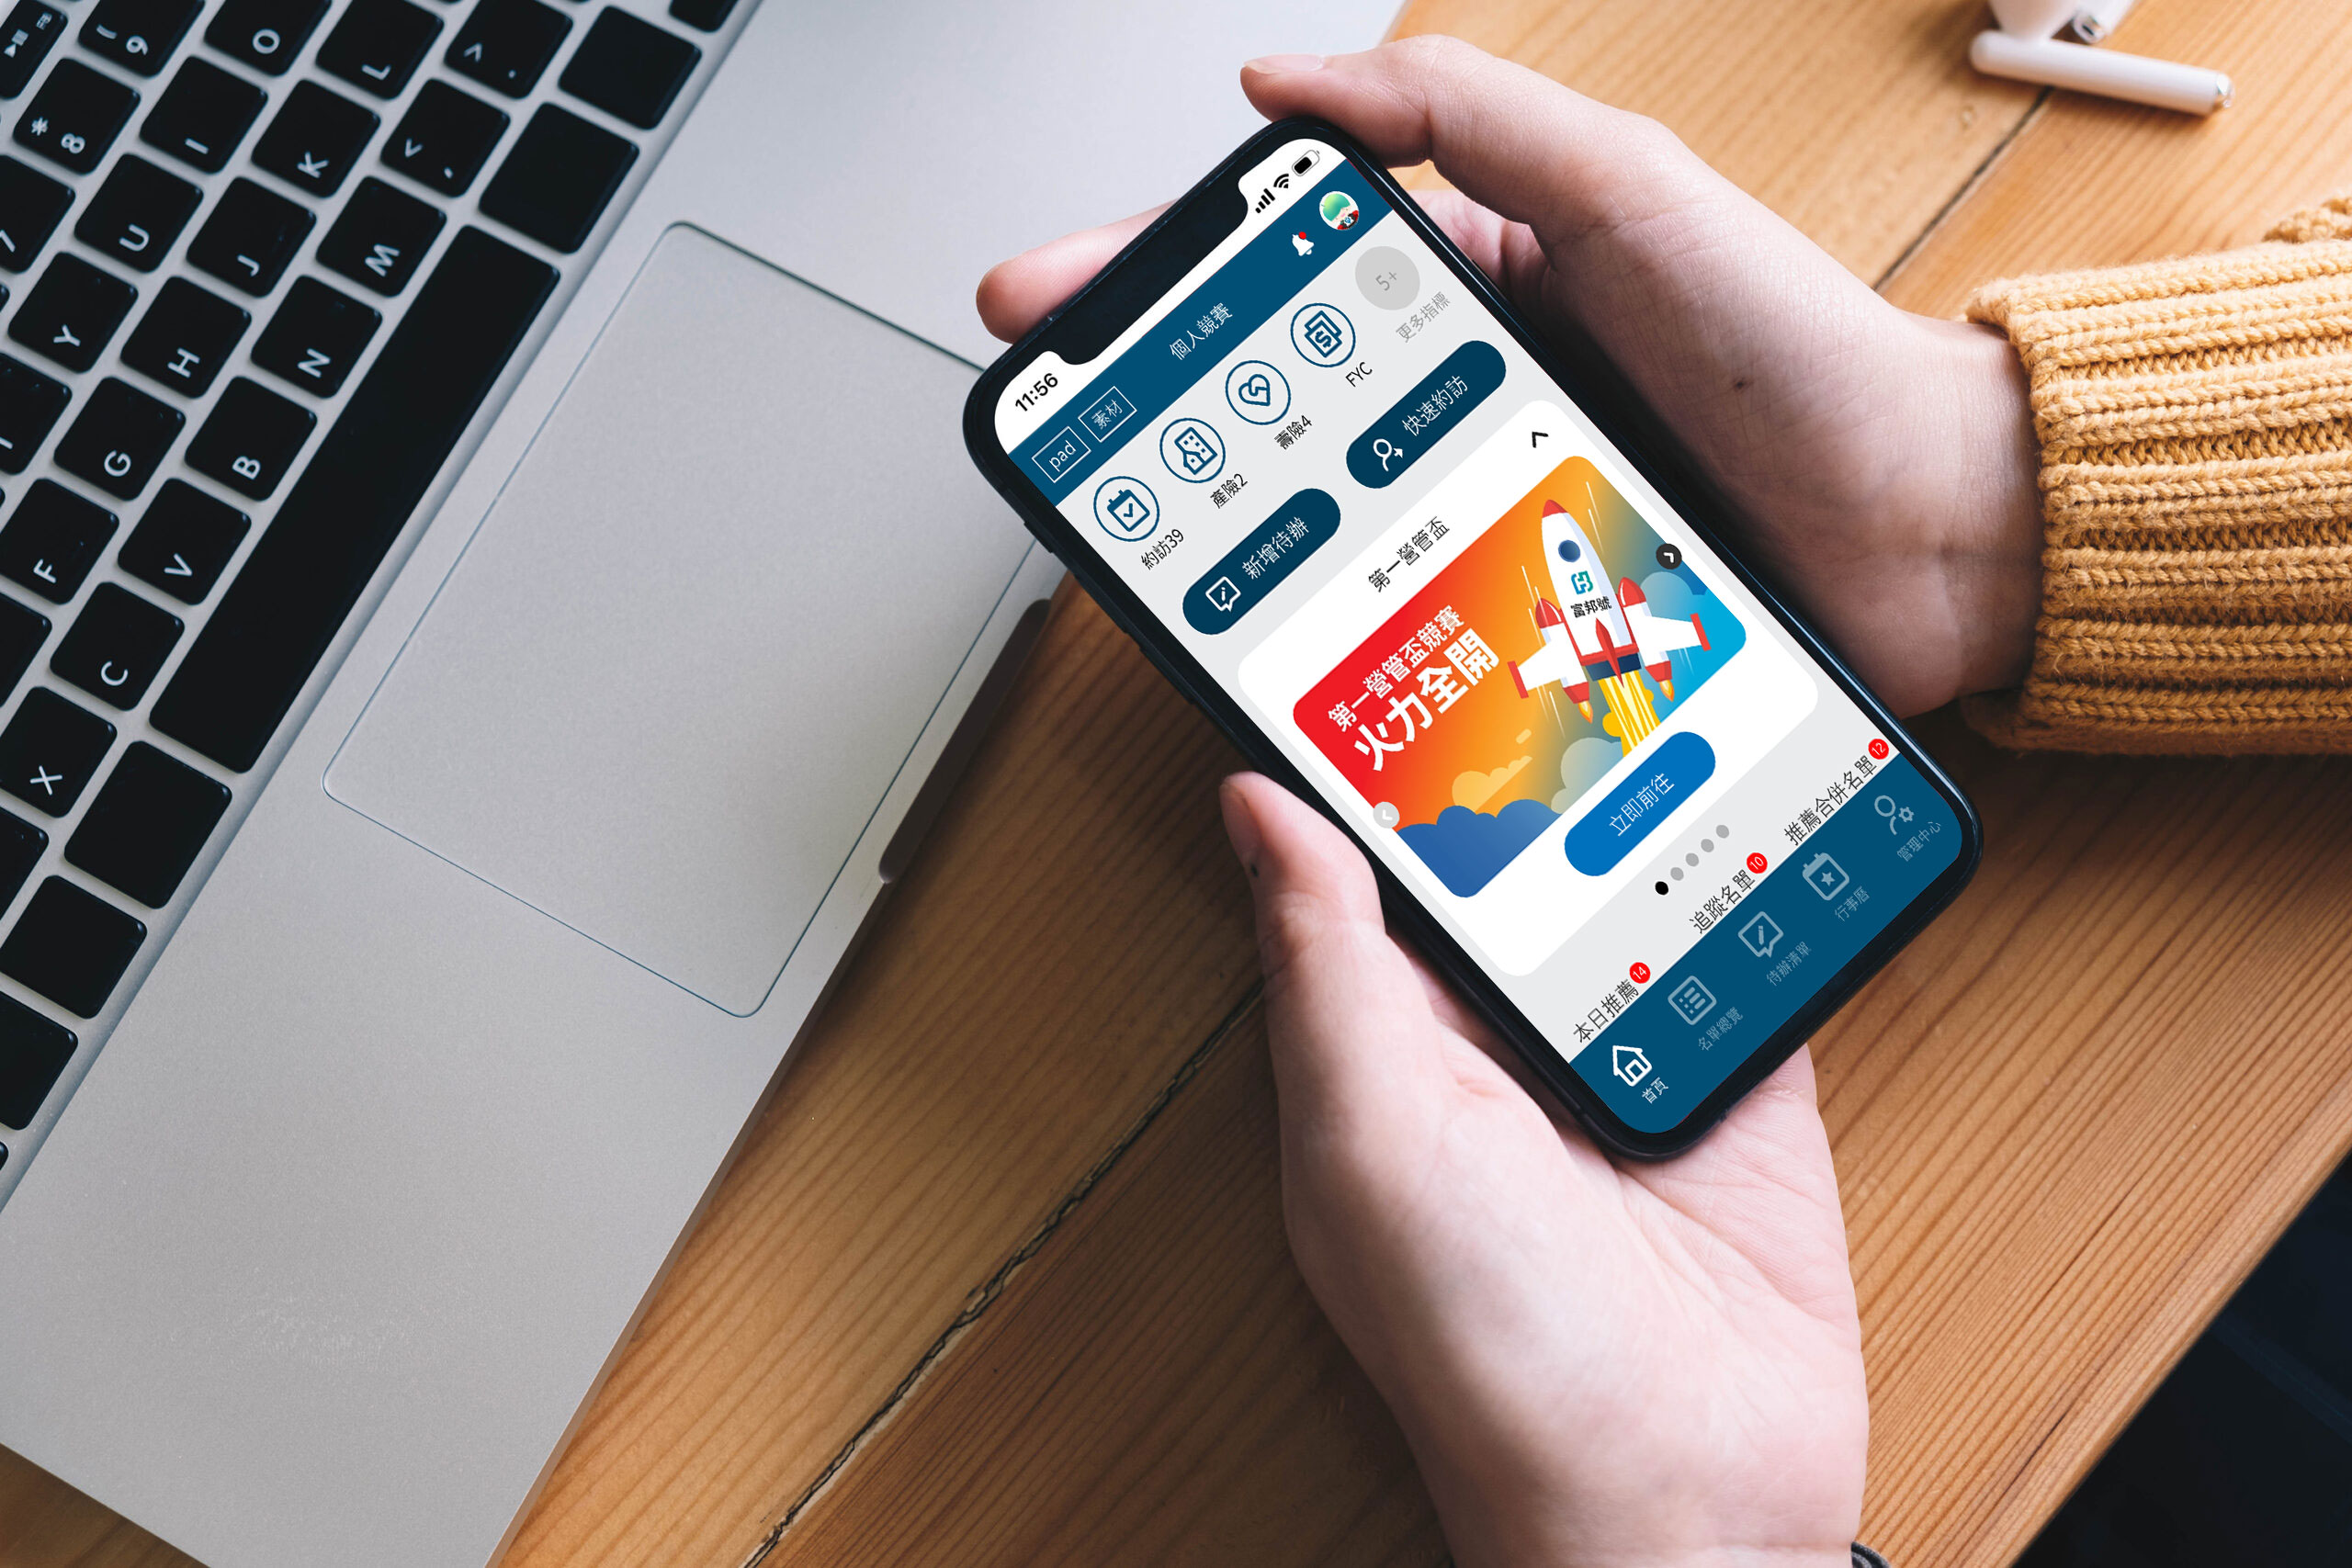 11:56
pad 素材 個人競賽
約訪39 產險2 壽險4 FYC 5+ 更多指標
新增待辦 快速約訪
第一營管盃
第一營管盃競賽
火力全開
富邦號
立即前往
本日推薦 14 追蹤名單 10 推薦合併名單 12
首頁 名單總覽 待辦清單 行事曆 管理中心
( 9 O L > .
* 8 I K < ,
7 U J M
Y H N
G B
F V
C
X